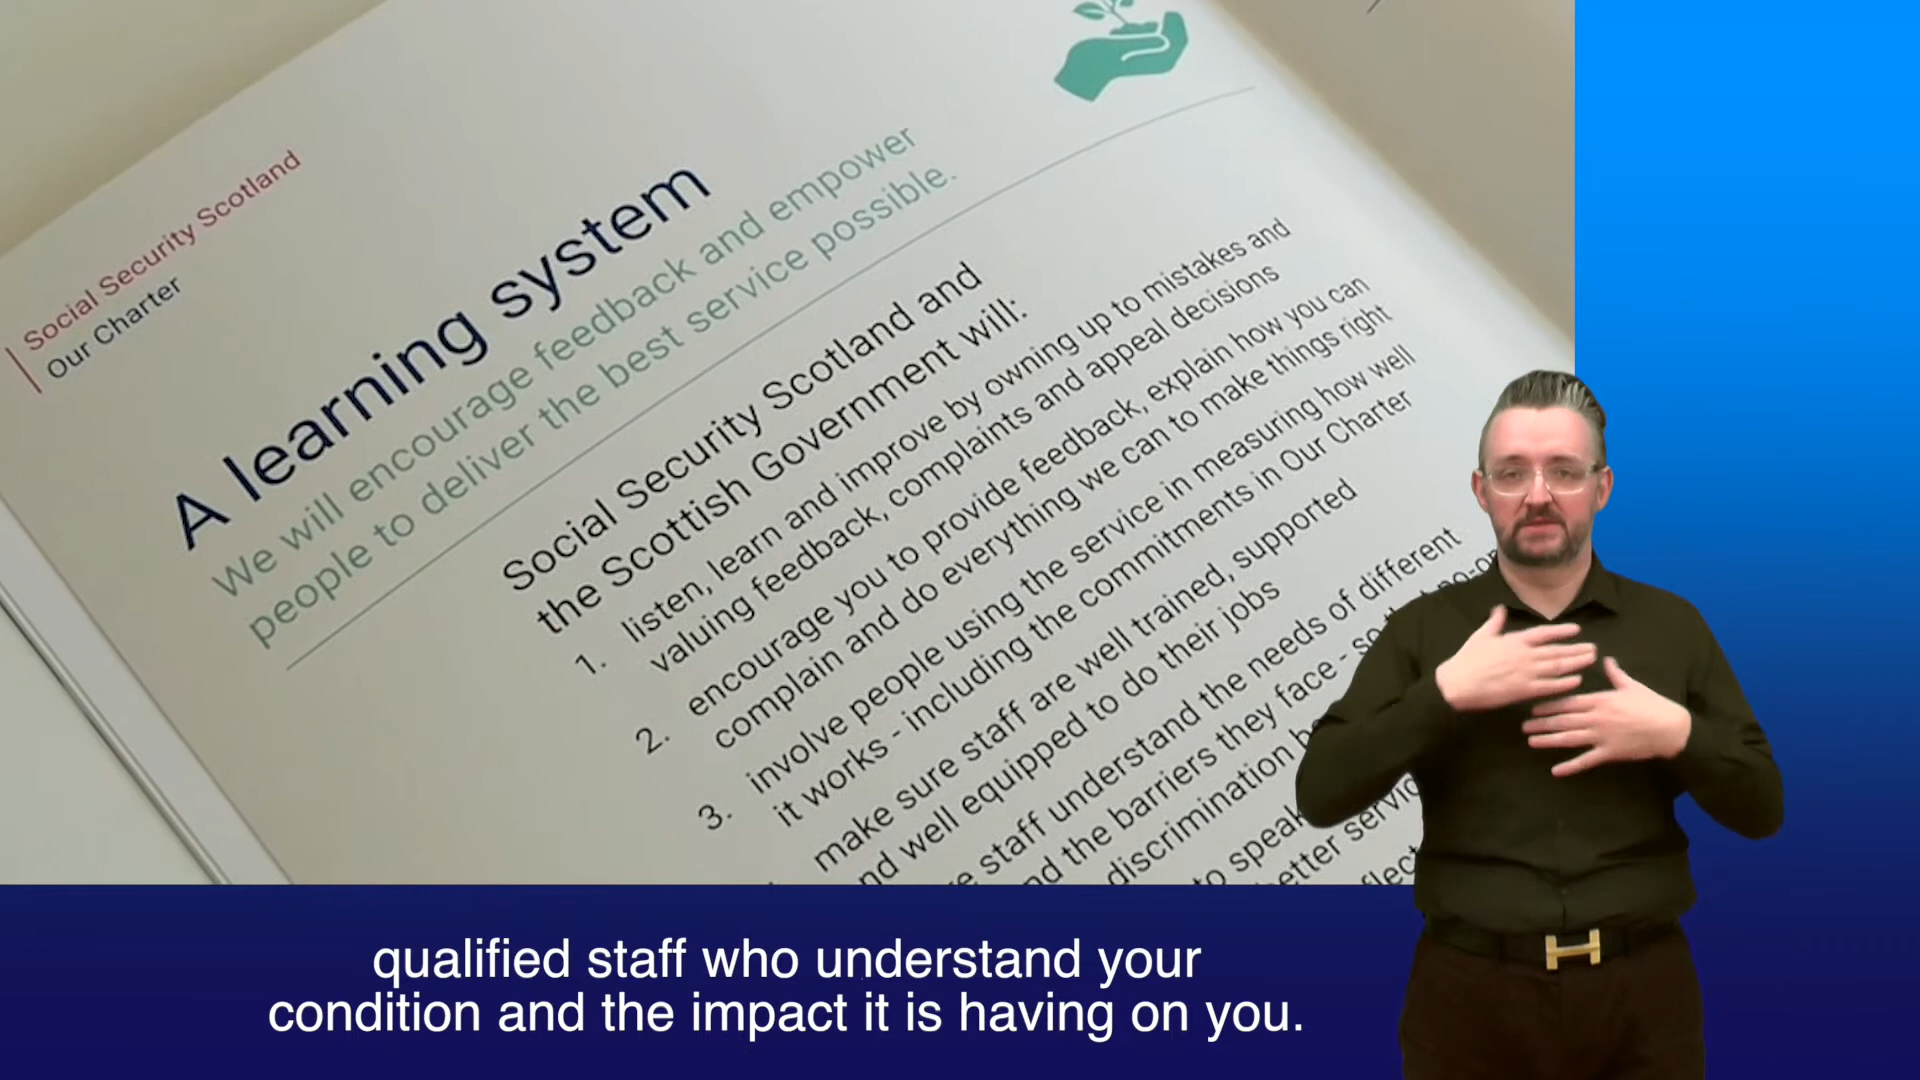 Social Security Scotland
Our Charter
A learning system
We will encourage feedback and empower
people to deliver the best service possible.
Social Security Scotland and
the Scottish Government will:
1. listen, learn and improve by owning up to mistakes and
valuing feedback, complaints and appeal decisions
2. encourage you to provide feedback, explain how you can
complain and do everything we can to make things right
3. involve people using the service in measuring how well
it works - including the commitments in Our Charter
make sure staff are well trained, supported
well equipped to do their jobs
staff understand the needs of different
the barriers they face - so
discrimination
to speak
qualified staff who understand your
condition and the impact it is having on you.